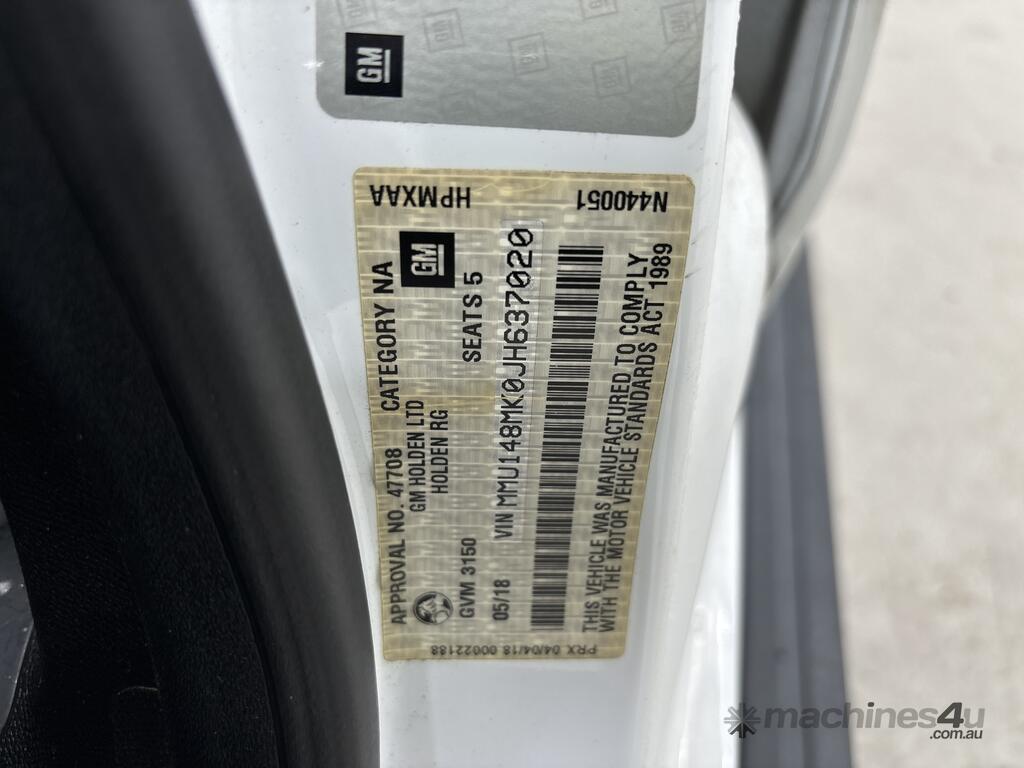 GM
HPMXAA
N440051
APPROVAL NO. 47708 CATEGORY NA
GM HOLDEN LTD
HOLDEN RG
GM
GVM 3150 SEATS 5
05/18 VIN MMU148MK0JH637020
THIS VEHICLE WAS MANUFACTURED TO COMPLY
WITH THE MOTOR VEHICLE STANDARDS ACT 1989
PRX 04/04/18 00022188
machines4u
.com.au